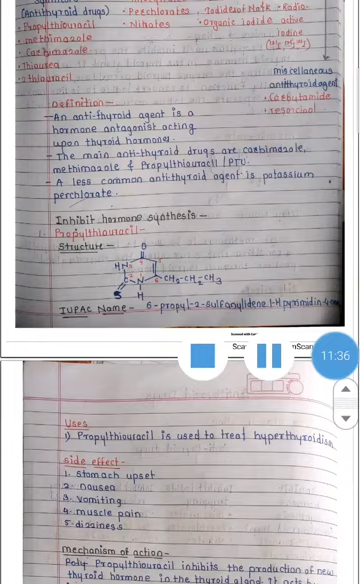 (Antithyroid drugs)
• Perchlorates
• Iodide of Na & K
• Radio-
• Propylthiouracil
• Nitrates
• Organic iodide
active
• methimazole
Iodine
• Carbimazole
• Thiourea
• 2 thiouracil
miscellaneous
antithyroid agent
• Carbutamide
• resorcinol
Definition -
- An anti-thyroid agent is a
hormone antagonist acting
upon thyroid hormones.
- The main anti-thyroid drugs are carbimazole,
methimazole & Propylthiouracil / PTU.
- A less common antithyroid agent is potassium
perchlorate.
Inhibit hormone synthesis -
Propylthiouracil -
Structure -
O
HN
C
N
CH2-CH2-CH3
S
H
IUPAC Name - 6-propyl-2-sulfanylidene 1-H pyrimidin-4-one
11:36
Uses
1) Propylthiouracil is used to treat hyperthyroidism
side effect -
1. stomach upset
2. nausea
3. vomiting
4. muscle pain
5. dizziness
mechanism of action -
Propylthiouracil inhibits the production of new
thyroid hormone in the thyroid gland. It acts by